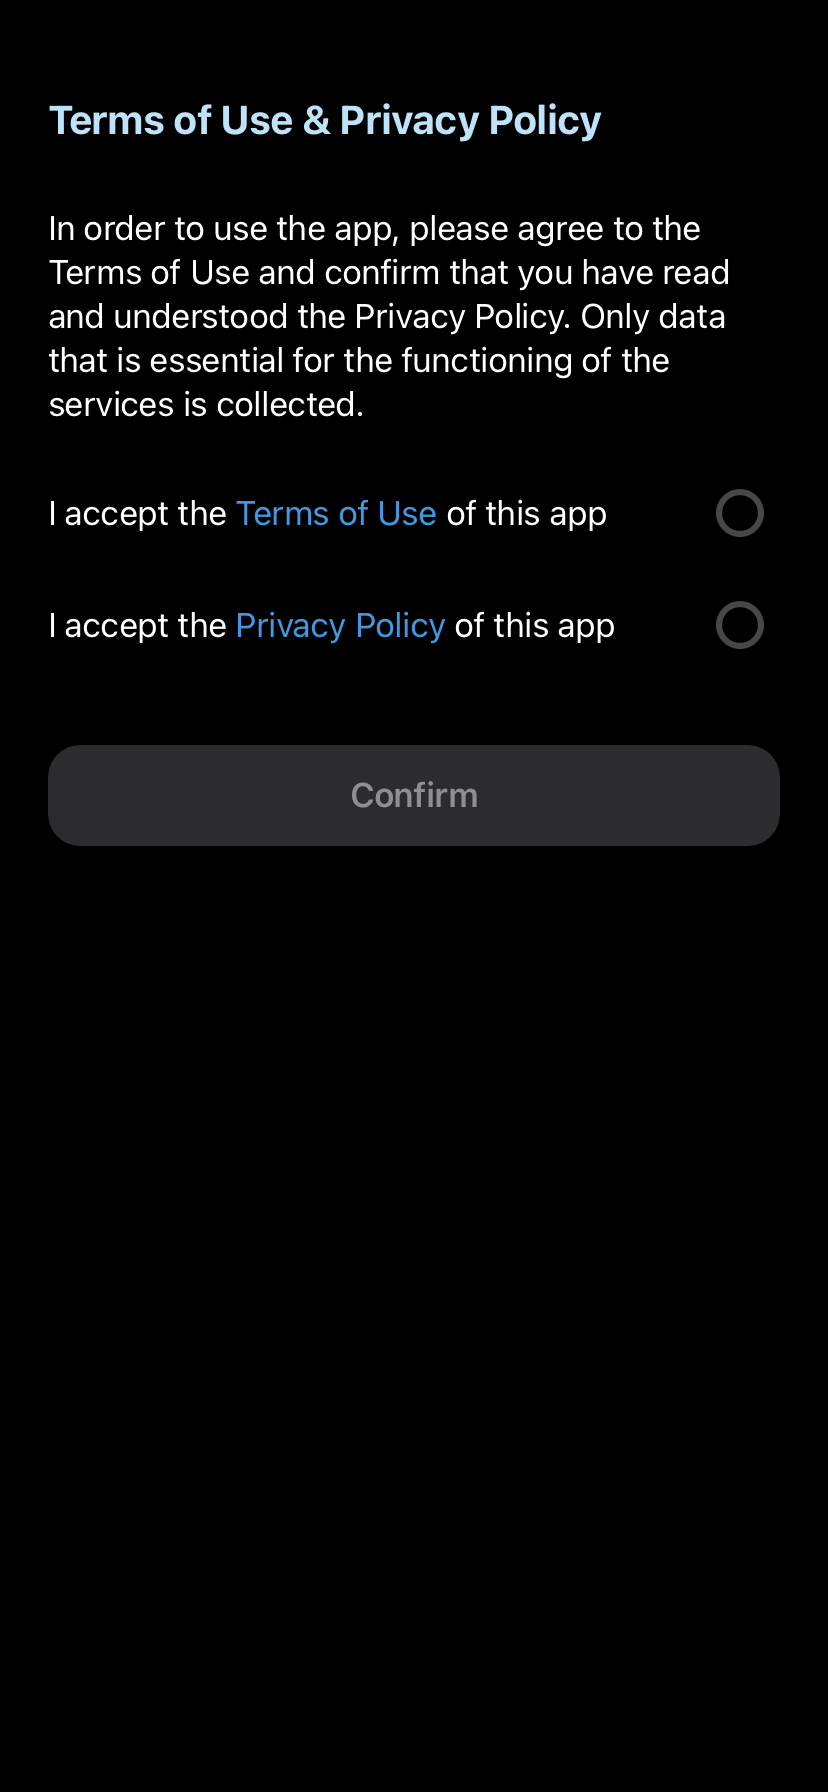 Terms of Use & Privacy Policy
In order to use the app, please agree to the
Terms of Use and confirm that you have read
and understood the Privacy Policy. Only data
that is essential for the functioning of the
services is collected.
I accept the Terms of Use of this app
I accept the Privacy Policy of this app
Confirm